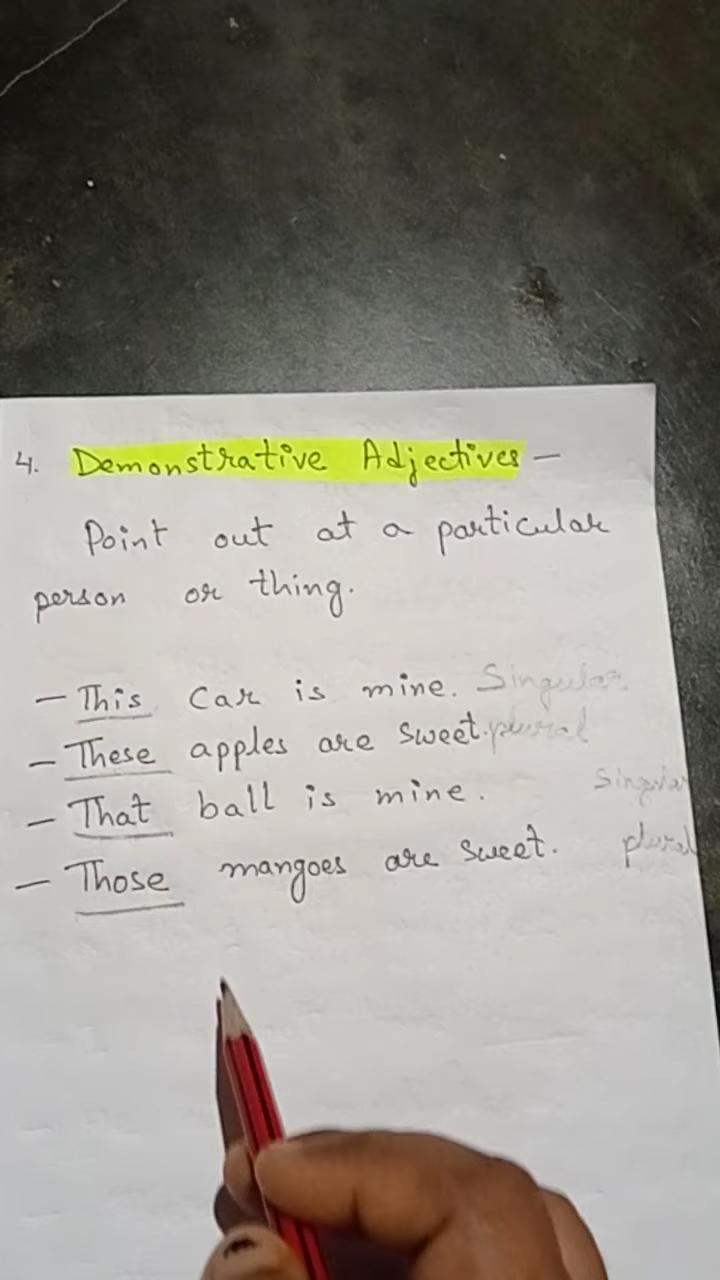 4. Demonstrative Adjectives -
Point out at a particular
person or thing.
- This car is mine. Singular
- These apples are sweet. plural
- That ball is mine. Singular
- Those mangoes are sweet. plural